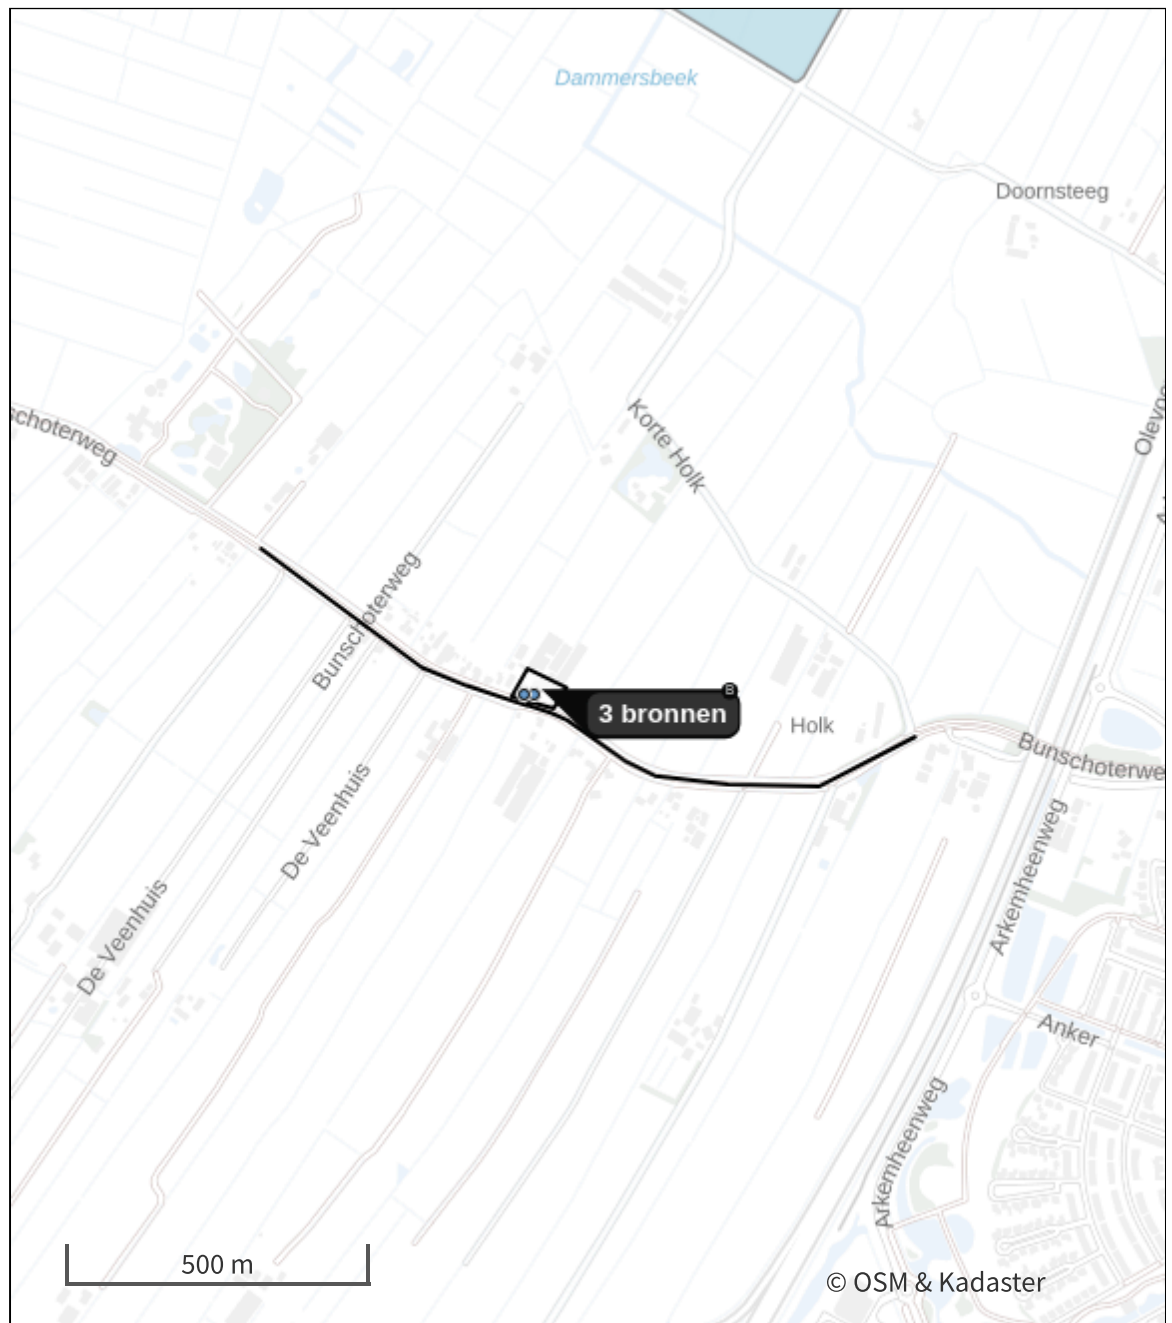 Dammersbeek
Doornsteeg
Korte Holk
schoterweg
Bunschoterweg
B
3 bronnen
Holk
Bunschoterwe
De Veenhuis
De Veenhuis
Arkemheenweg
Anker
Arkemheenweg
500 m
© OSM & Kadaster